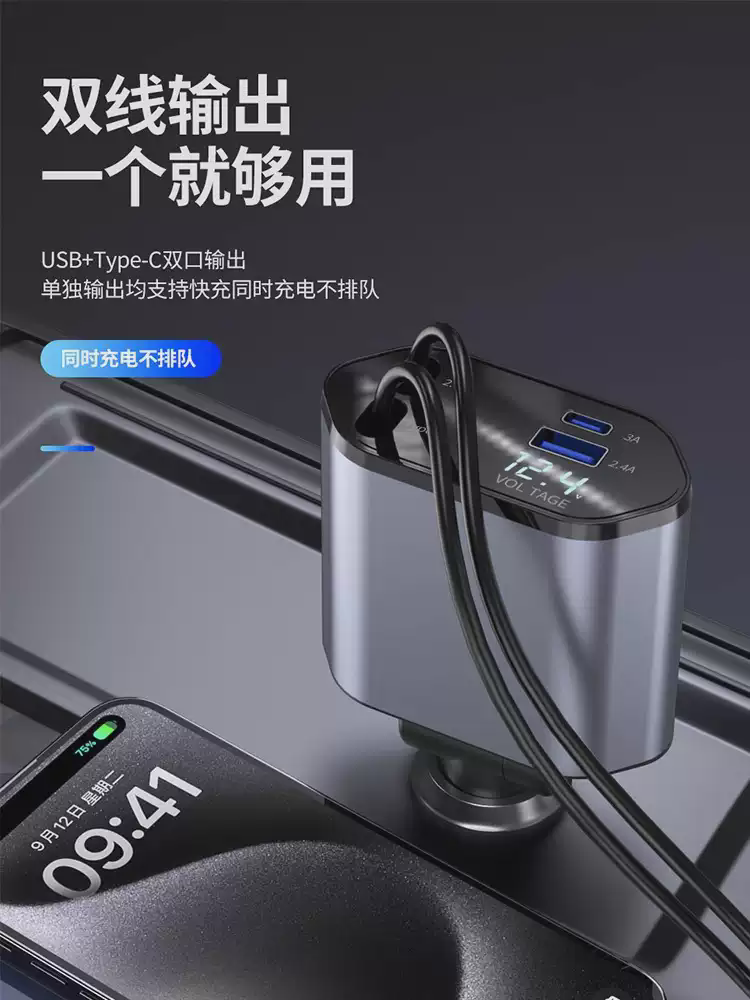 双线输出
一个就够用
USB+Type-C双口输出
单独输出均支持快充同时充电不排队
同时充电不排队
3A
2.4A
12.4 V
VOLTAGE
75%
9月12日 星期二
09:41